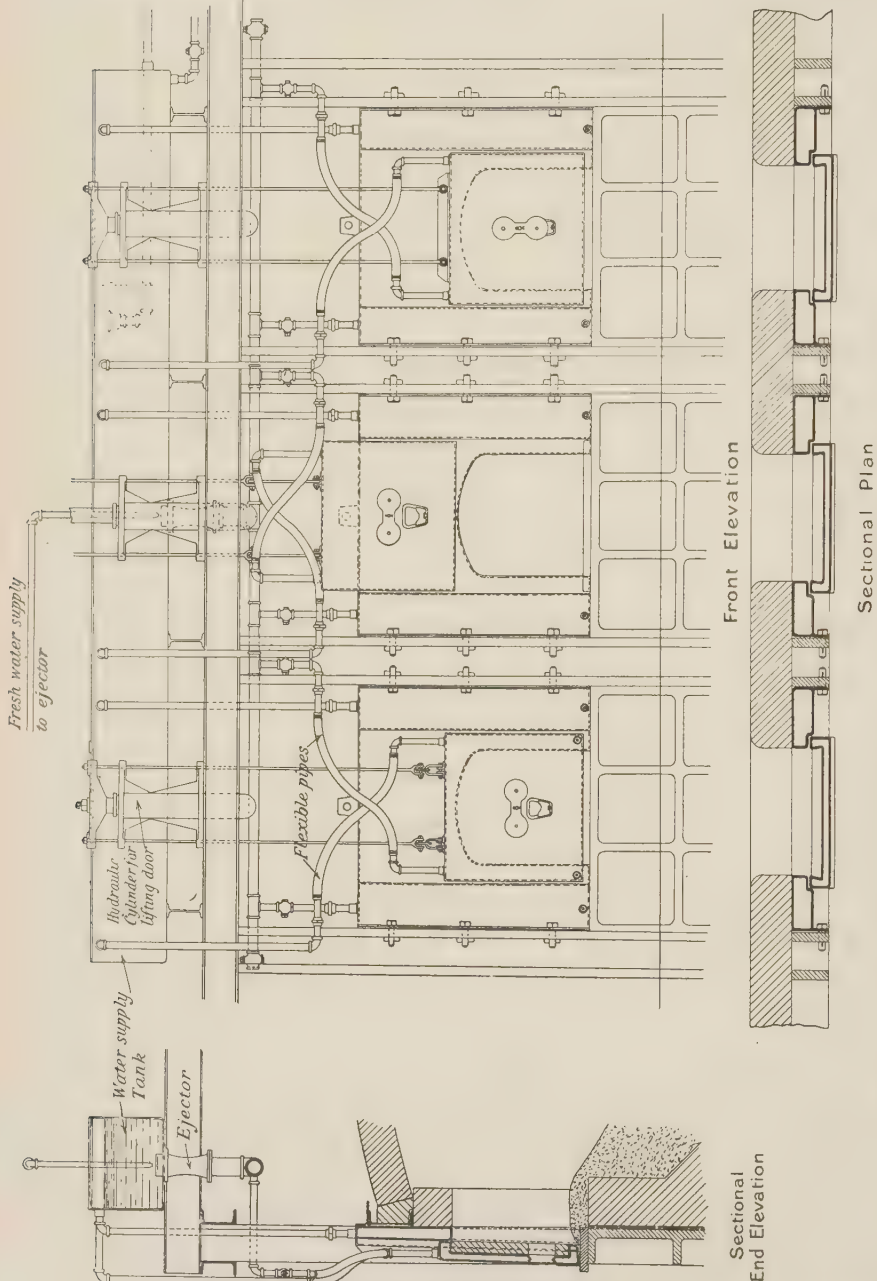 Fresh water supply
to ejector
Hydraulic
Cylinder for
lifting door
Water supply
Tank
Ejector
Flexible pipes
Front Elevation
Sectional Plan
Sectional
End Elevation